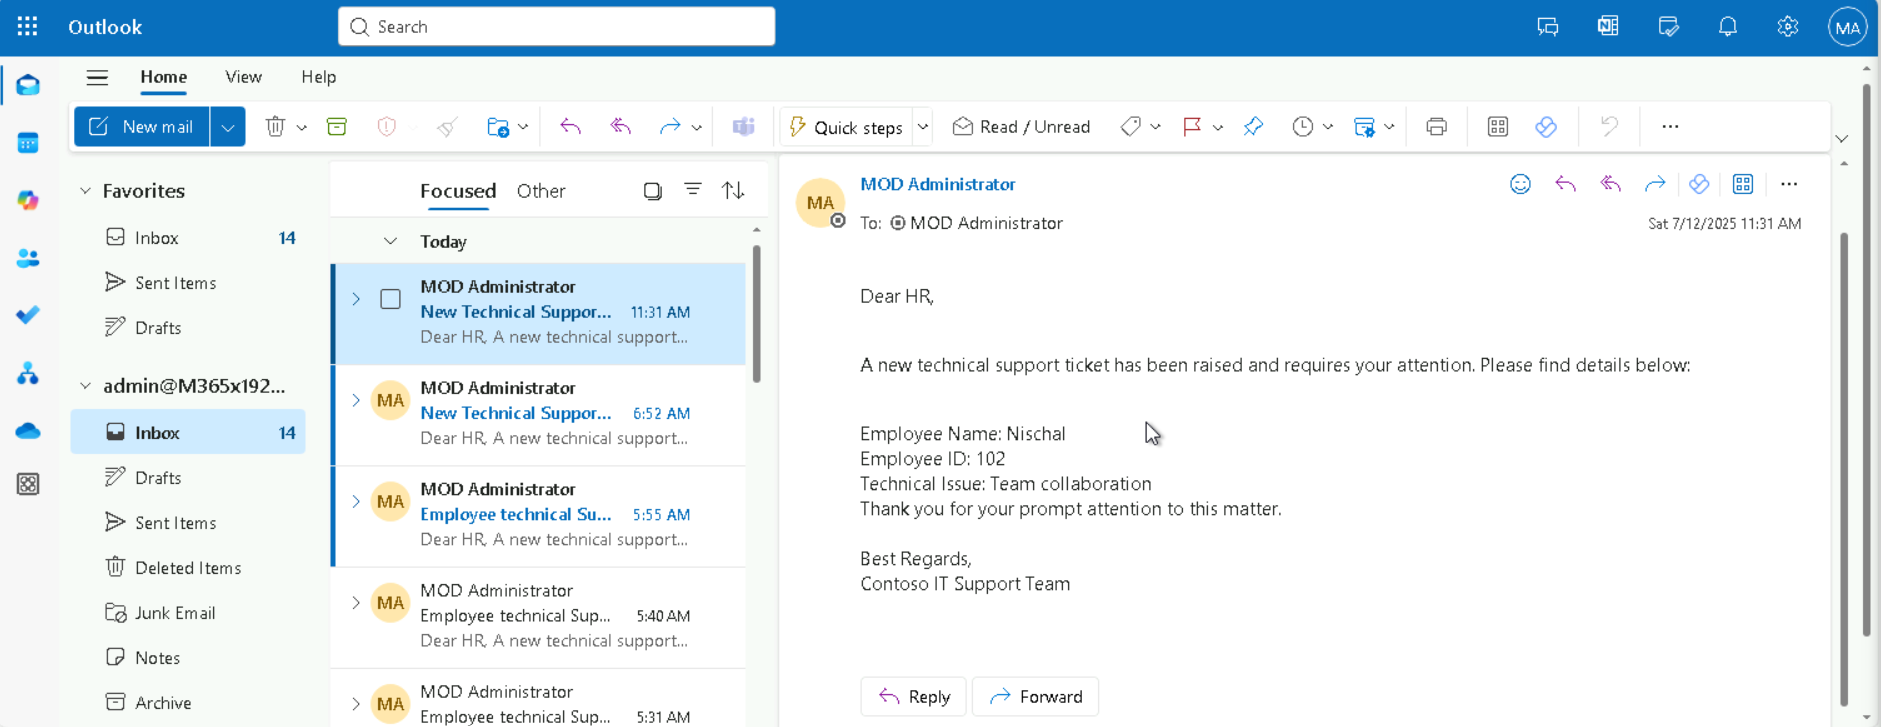 Outlook
Search
MA
Home View Help
New mail
Quick steps
Read / Unread
Favorites
Inbox 14
Sent Items
Drafts
admin@M365x192...
Inbox 14
Drafts
Sent Items
Deleted Items
Junk Email
Notes
Archive
Focused Other
Today
MOD Administrator
New Technical Suppor... 11:31 AM
Dear HR, A new technical support...
MA
MOD Administrator
New Technical Suppor... 6:52 AM
Dear HR, A new technical support...
MA
MOD Administrator
Employee technical Su... 5:55 AM
Dear HR, A new technical support...
MA
MOD Administrator
Employee technical Sup... 5:40 AM
Dear HR, A new technical support...
MA
MOD Administrator
Employee technical Sup... 5:31 AM
MA
MOD Administrator
To: MOD Administrator
Sat 7/12/2025 11:31 AM
Dear HR,
A new technical support ticket has been raised and requires your attention. Please find details below:
Employee Name: Nischal
Employee ID: 102
Technical Issue: Team collaboration
Thank you for your prompt attention to this matter.
Best Regards,
Contoso IT Support Team
Reply
Forward